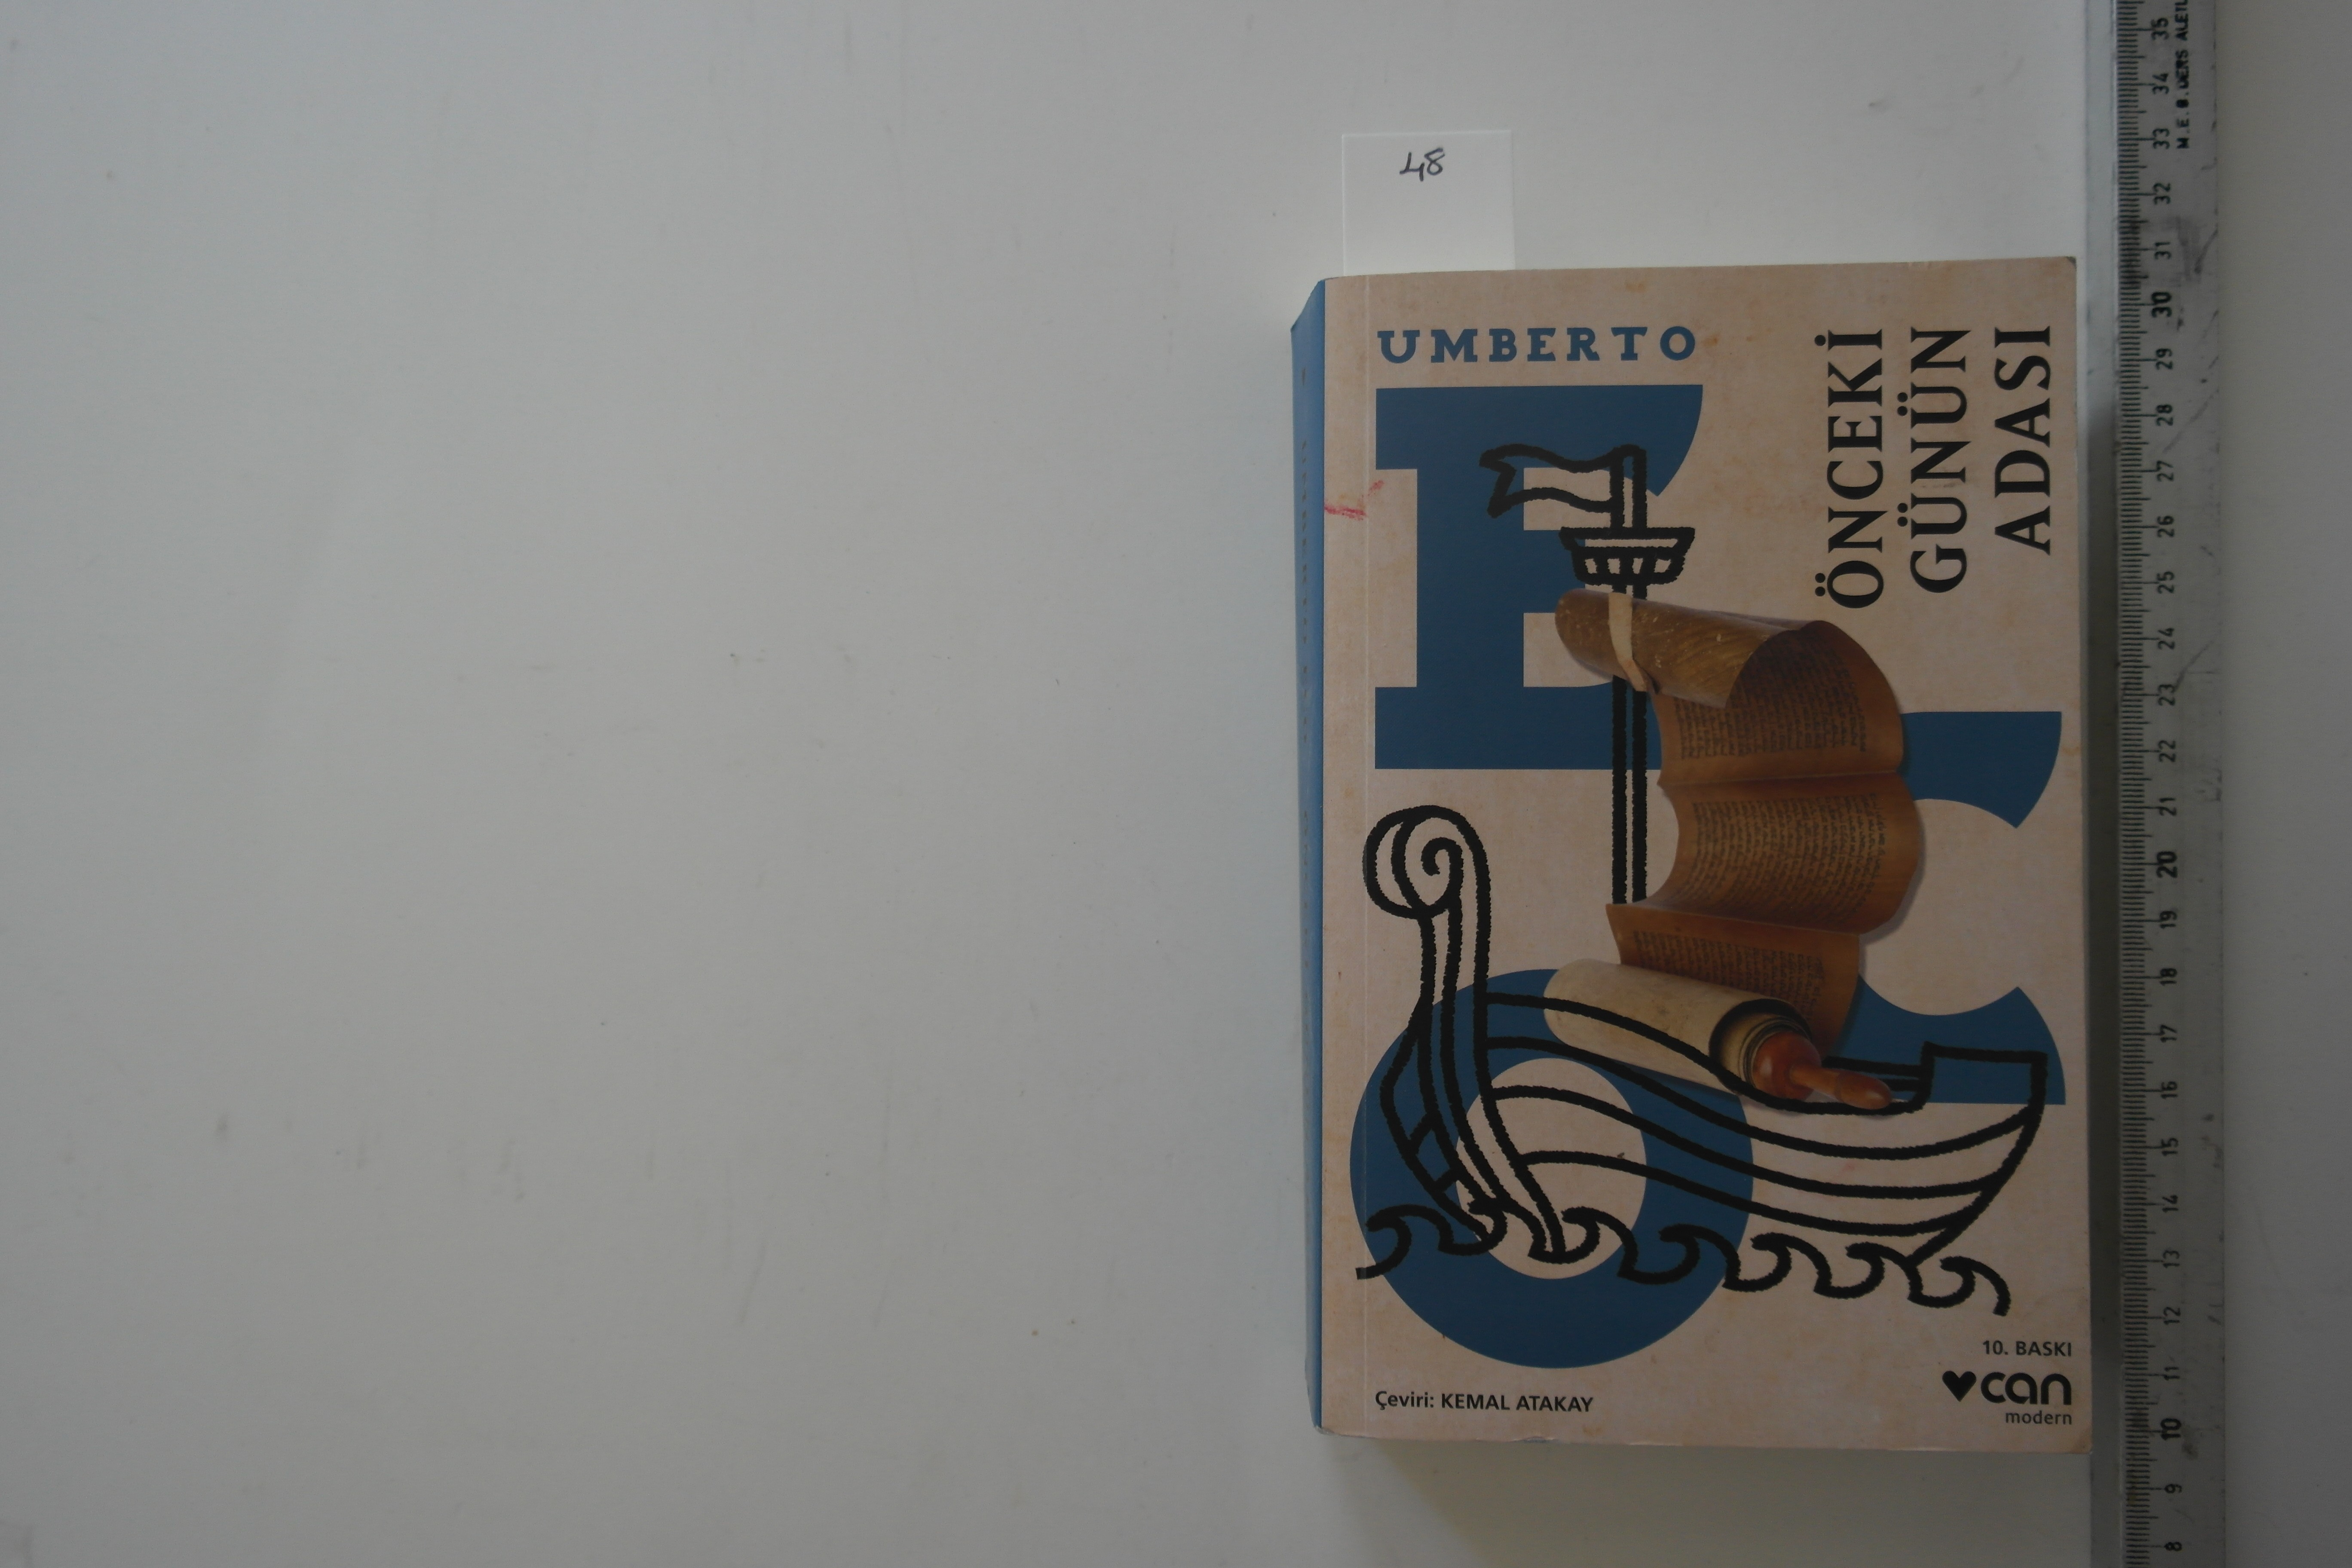 48
UMBERTO
ECO
ÖNCEKİ
GÜNÜN
ADASI
10. BASKI
can
modern
Çeviri: KEMAL ATAKAY
35
M.E.B. DERS ALETL
34
33
32
31
30
29
28
27
26
25
24
23
22
21
20
19
18
17
16
15
14
13
12
11
10
9
8